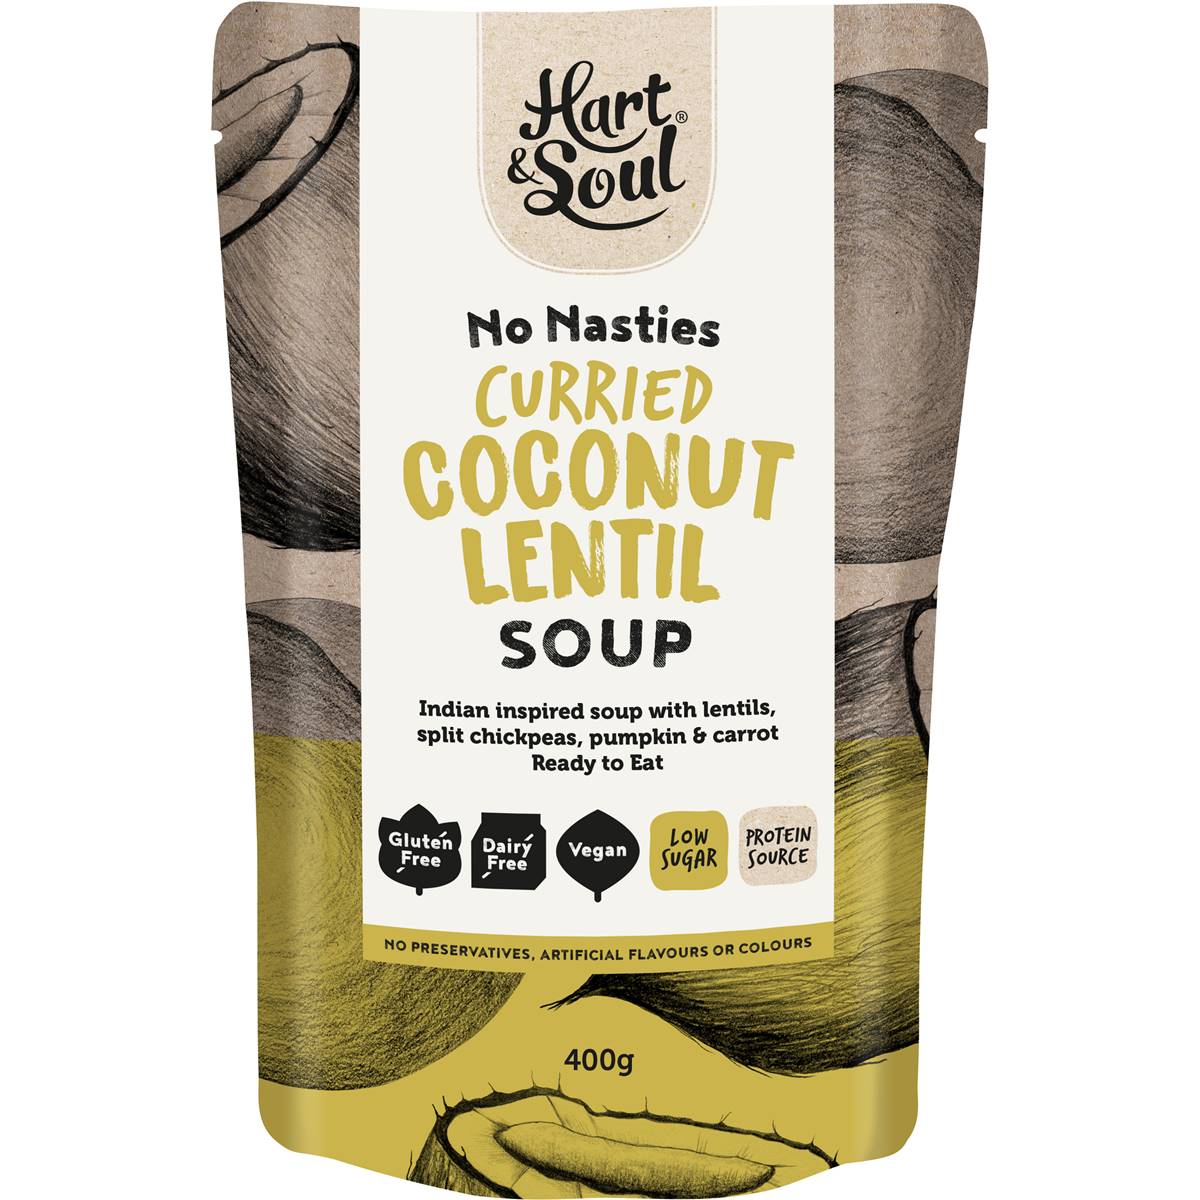 Hart®
&Soul
No Nasties
CURRIED
COCONUT
LENTIL
SOUP
Indian inspired soup with lentils,
split chickpeas, pumpkin & carrot
Ready to Eat
Gluten
Free
Dairy
Free
Vegan
LOW
SUGAR
PROTEIN
SOURCE
NO PRESERVATIVES, ARTIFICIAL FLAVOURS OR COLOURS
400g